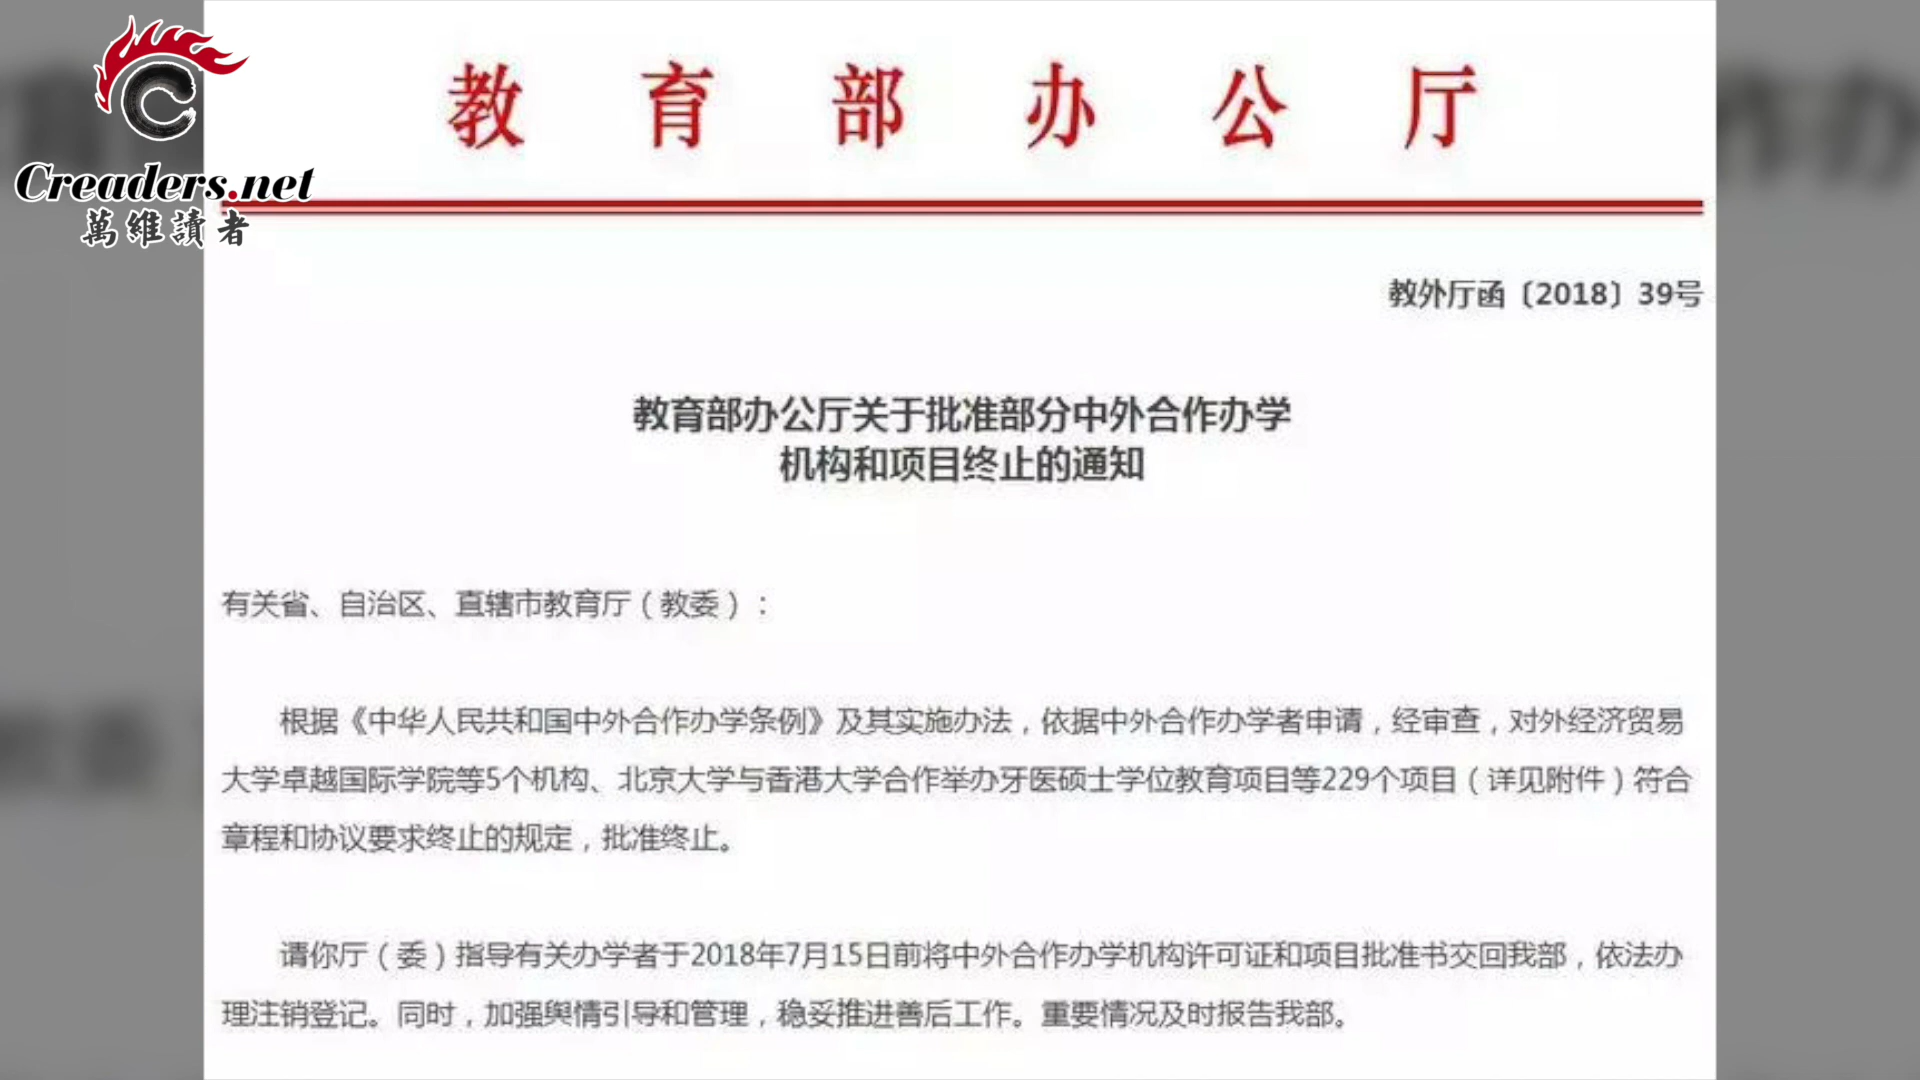 Creaders.net
萬維讀者
教育部办公厅
教外厅函〔2018〕39号
教育部办公厅关于批准部分中外合作办学
机构和项目终止的通知
有关省、自治区、直辖市教育厅（教委）：
根据《中华人民共和国中外合作办学条例》及其实施办法，依据中外合作办学者申请，经审查，对外经济贸易
大学卓越国际学院等5个机构、北京大学与香港大学合作举办牙医硕士学位教育项目等229个项目（详见附件）符合
章程和协议要求终止的规定，批准终止。
请你厅（委）指导有关办学者于2018年7月15日前将中外合作办学机构许可证和项目批准书交回我部，依法办
理注销登记。同时，加强舆情引导和管理，稳妥推进善后工作。重要情况及时报告我部。